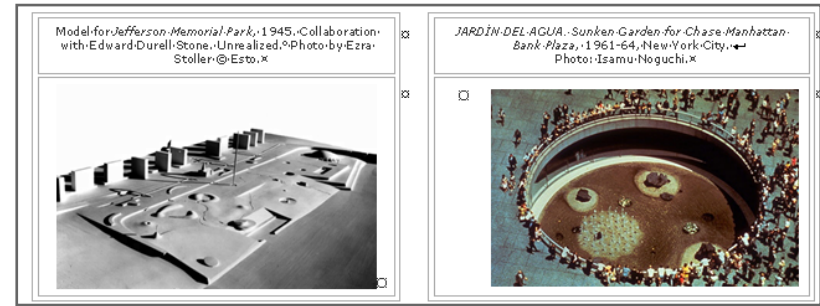 Model for Jefferson Memorial Park, 1945. Collaboration
with Edward Durell Stone. Unrealized. Photo by Ezra
Stoller © Esto.
JARDÍN DEL AGUA. Sunken Garden for Chase Manhattan
Bank Plaza, 1961-64, New York City.
Photo: Isamu Noguchi.